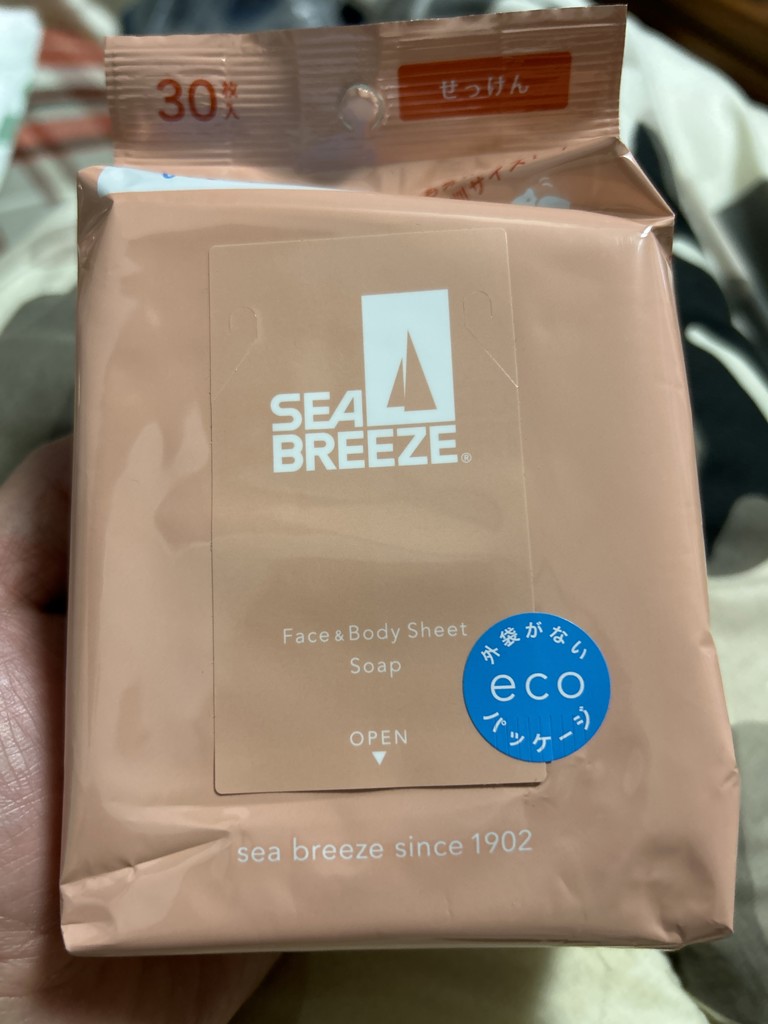 30枚入
せっけん
SEA
BREEZE®
Face & Body Sheet
Soap
外袋がない
eco
パッケージ
OPEN
sea breeze since 1902